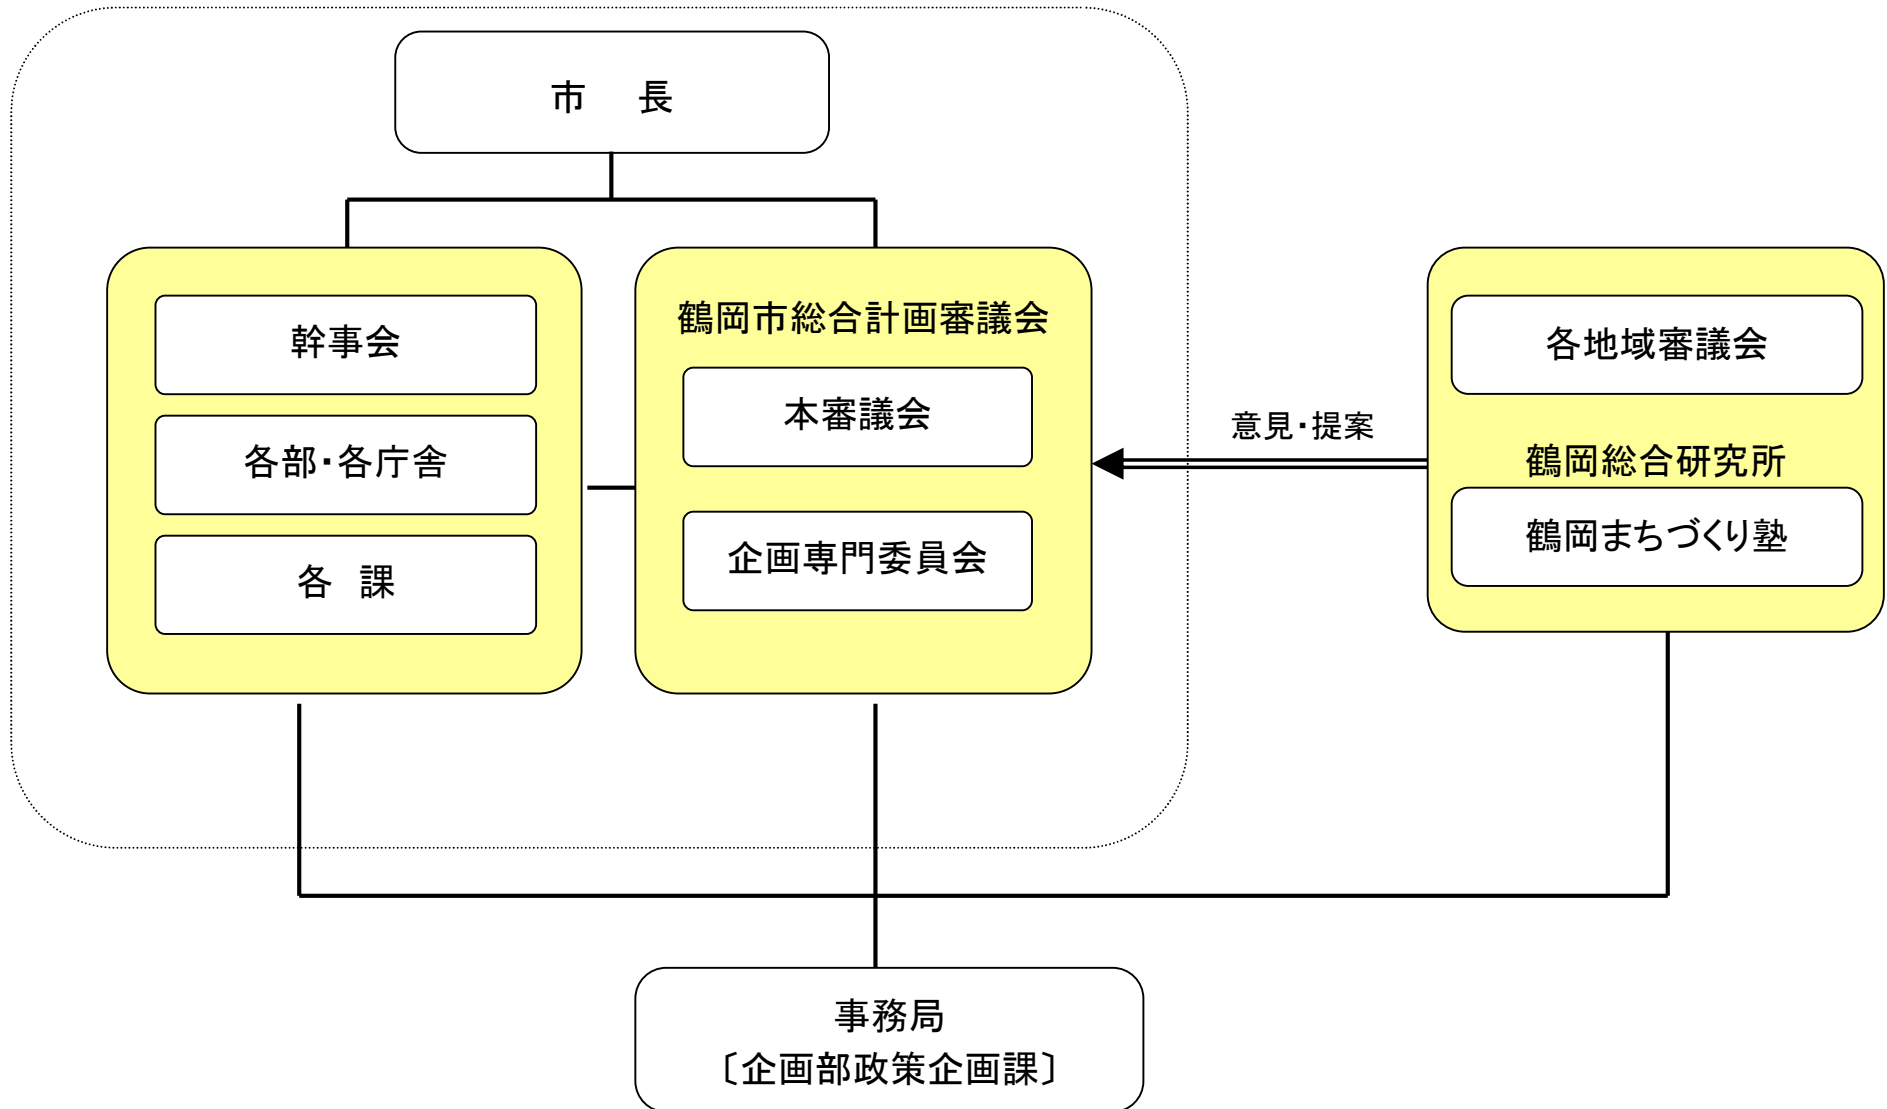 市　長
幹事会
各部・各庁舎
各　課
鶴岡市総合計画審議会
本審議会
企画専門委員会
意見・提案
各地域審議会
鶴岡総合研究所
鶴岡まちづくり塾
事務局
〔企画部政策企画課〕